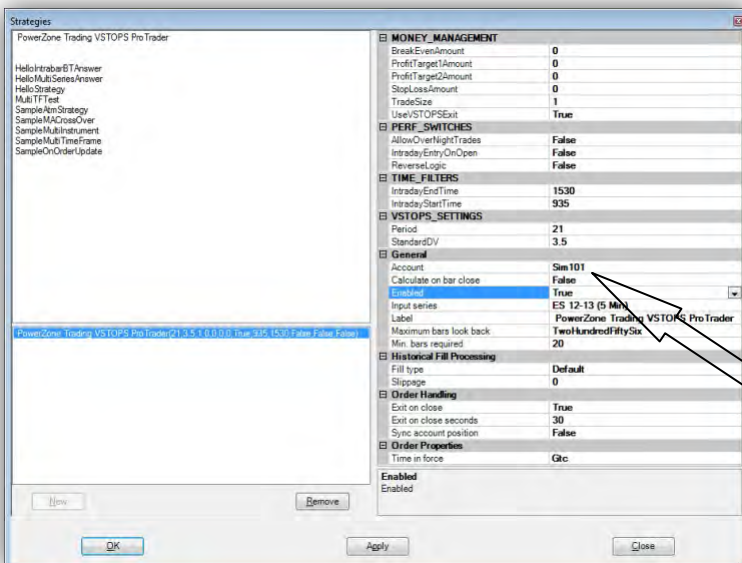 Strategies
PowerZone Trading VSTOPS ProTrader
HelloIntrabarBTAnswer
HelloMultiSeriesAnswer
HelloStrategy
MultiTFTest
SampleAtmStrategy
SampleMACrossOver
SampleMultiInstrument
SampleMultiTimeFrame
SampleOnOrderUpdate
PowerZone Trading VSTOPS ProTrader(21,3.5,1,0,0,0,0,True,935,1530,False,False,False)
New
Remove
MONEY_MANAGEMENT
BreakEvenAmount 0
ProfitTarget1Amount 0
ProfitTarget2Amount 0
StopLossAmount 0
TradeSize 1
UseVSTOPSExit True
PERF_SWITCHES
AllowOverNightTrades False
IntradayEntryOnOpen False
ReverseLogic False
TIME_FILTERS
IntradayEndTime 1530
IntradayStartTime 935
VSTOPS_SETTINGS
Period 21
StandardDV 3.5
General
Account Sim101
Calculate on bar close False
Enabled True
Input series ES 12-13 (5 Min)
Label PowerZone Trading VSTOPS ProTrader
Maximum bars look back TwoHundredFiftySix
Min. bars required 20
Historical Fill Processing
Fill type Default
Slippage 0
Order Handling
Exit on close True
Exit on close seconds 30
Sync account position False
Order Properties
Time in force Gtc
Enabled
Enabled
OK
Apply
Close